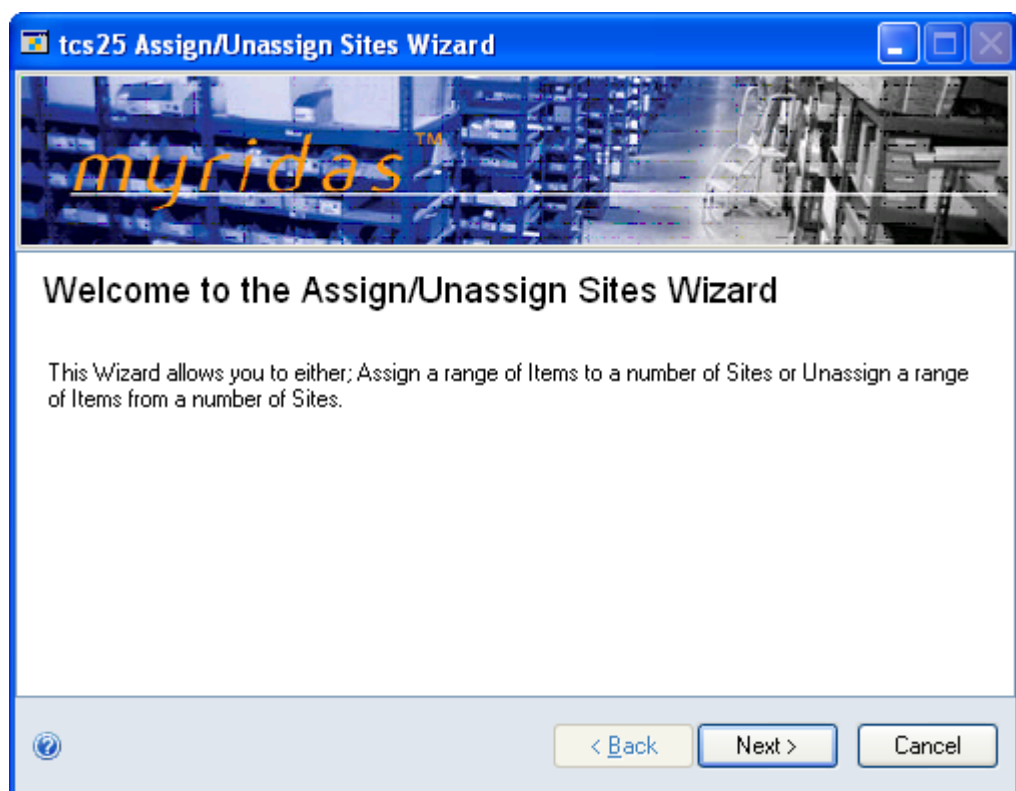 tcs25 Assign/Unassign Sites Wizard
myridas™
Welcome to the Assign/Unassign Sites Wizard
This Wizard allows you to either; Assign a range of Items to a number of Sites or Unassign a range
of Items from a number of Sites.
< Back Next > Cancel